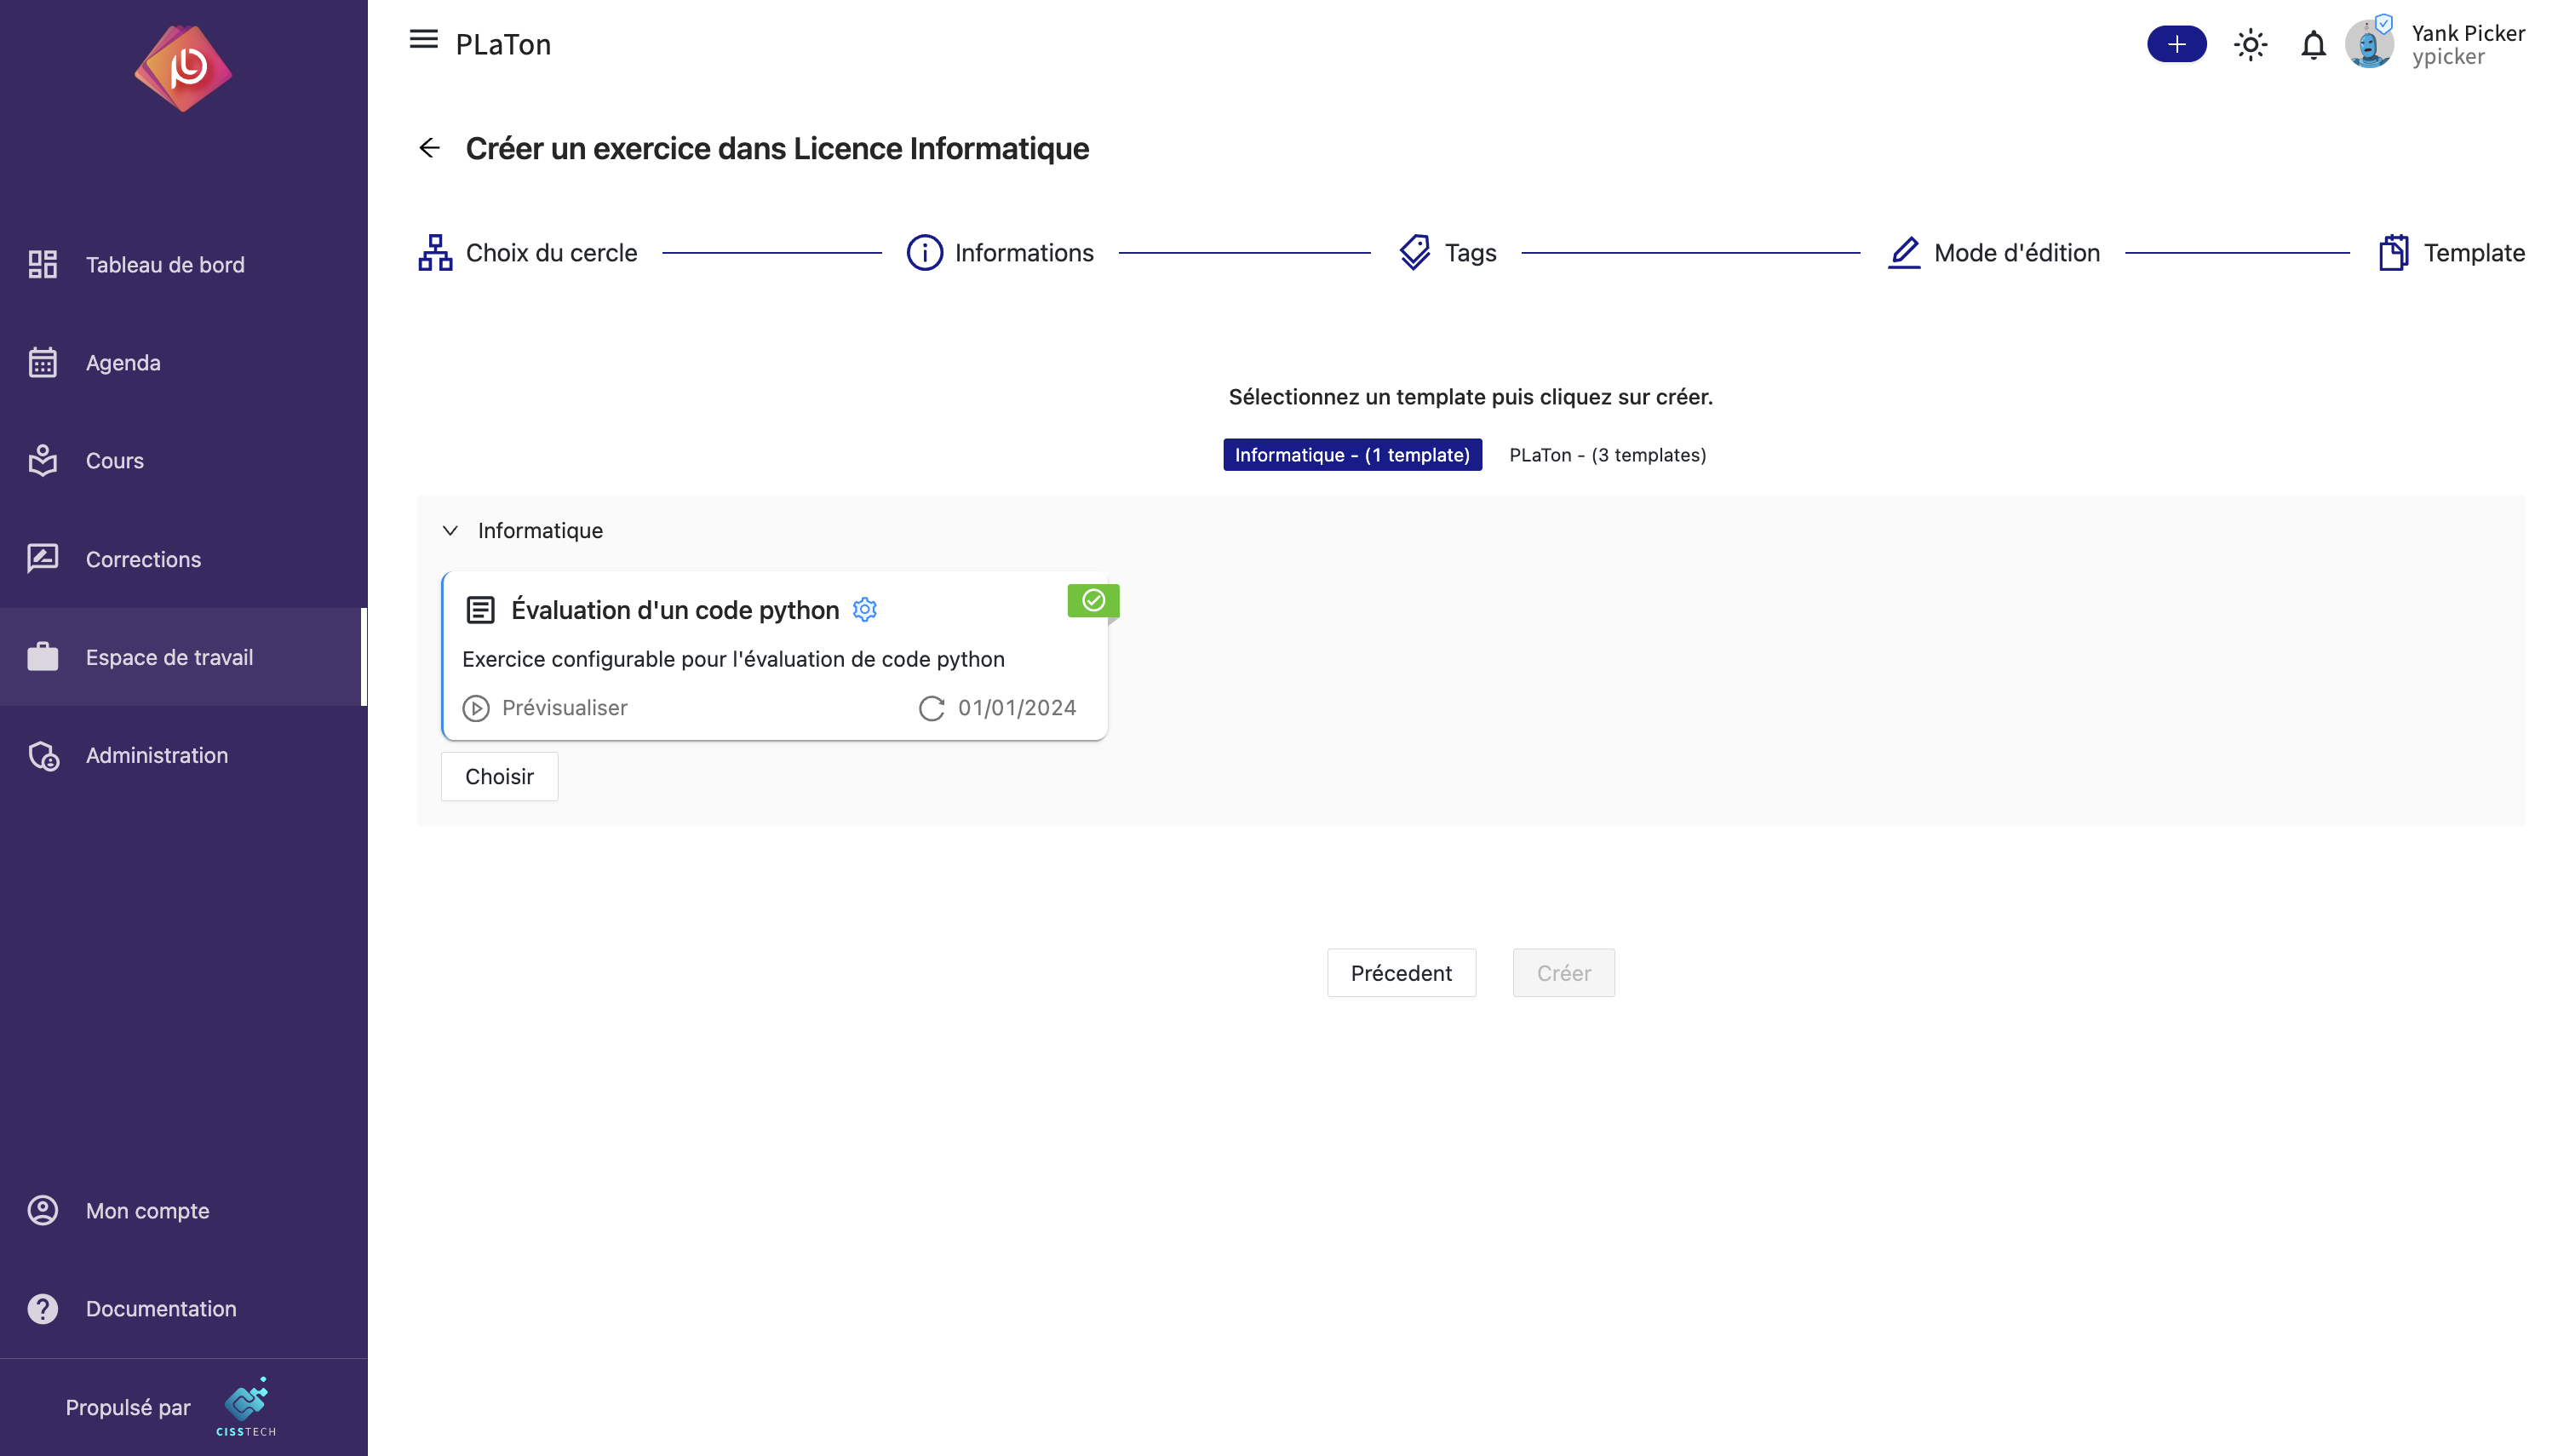 PLaTon
Yank Picker
ypicker
Créer un exercice dans Licence Informatique
Choix du cercle
Informations
Tags
Mode d'édition
Template
Tableau de bord
Agenda
Cours
Corrections
Espace de travail
Administration
Mon compte
Documentation
Propulsé par
CISSTECH
Sélectionnez un template puis cliquez sur créer.
Informatique - (1 template)
PLaTon - (3 templates)
Informatique
Évaluation d'un code python
Exercice configurable pour l'évaluation de code python
Prévisualiser
01/01/2024
Choisir
Précedent
Créer